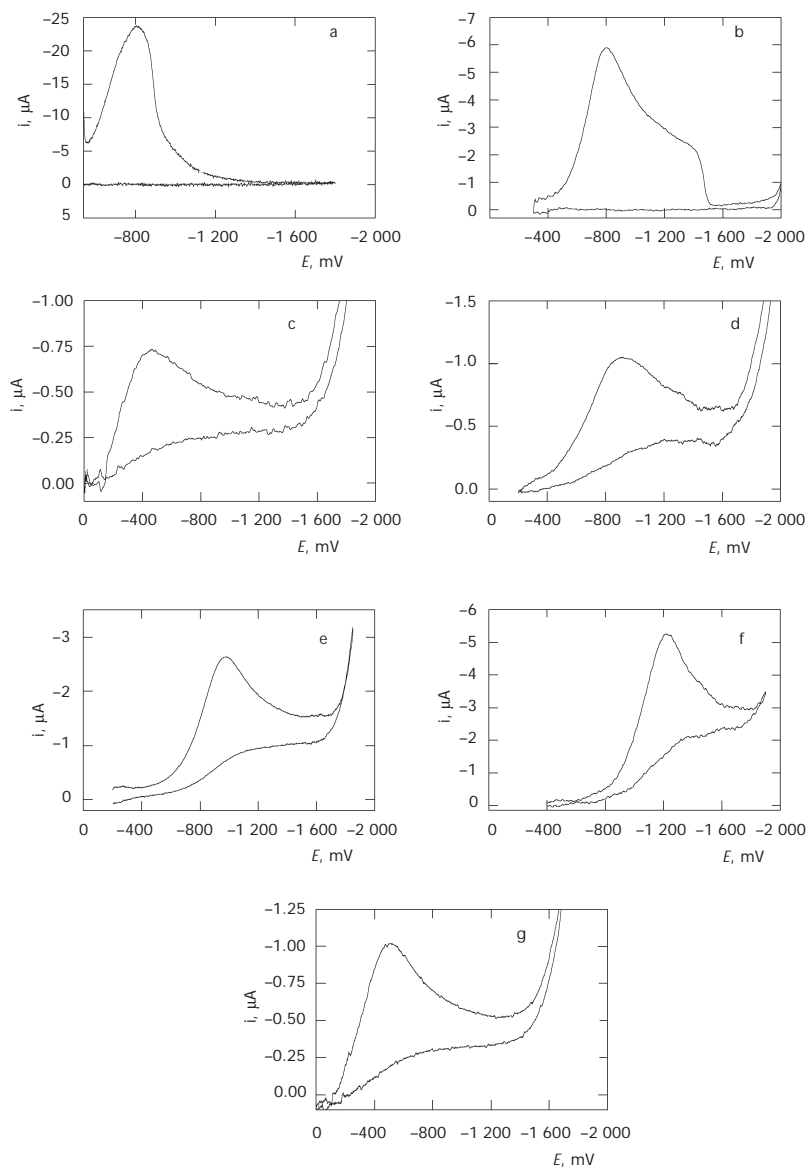 a
i, µA
–25
–20
–15
–10
–5
0
5
–800 –1 200 –1 600 –2 000
E, mV
b
i, µA
–7
–6
–5
–4
–3
–2
–1
0
–400 –800 –1 200 –1 600 –2 000
E, mV
c
i, µA
–1.00
–0.75
–0.50
–0.25
0.00
0 –400 –800 –1 200 –1 600 –2 000
E, mV
d
i, µA
–1.5
–1.0
–0.5
0.0
0 –400 –800 –1 200 –1 600 –2 000
E, mV
e
i, µA
–3
–2
–1
0
0 –400 –800 –1 200 –1 600 –2 000
E, mV
f
i, µA
–6
–5
–4
–3
–2
–1
0
0 –400 –800 –1 200 –1 600 –2 000
E, mV
g
i, µA
–1.25
–1.00
–0.75
–0.50
–0.25
0.00
0 –400 –800 –1 200 –1 600 –2 000
E, mV